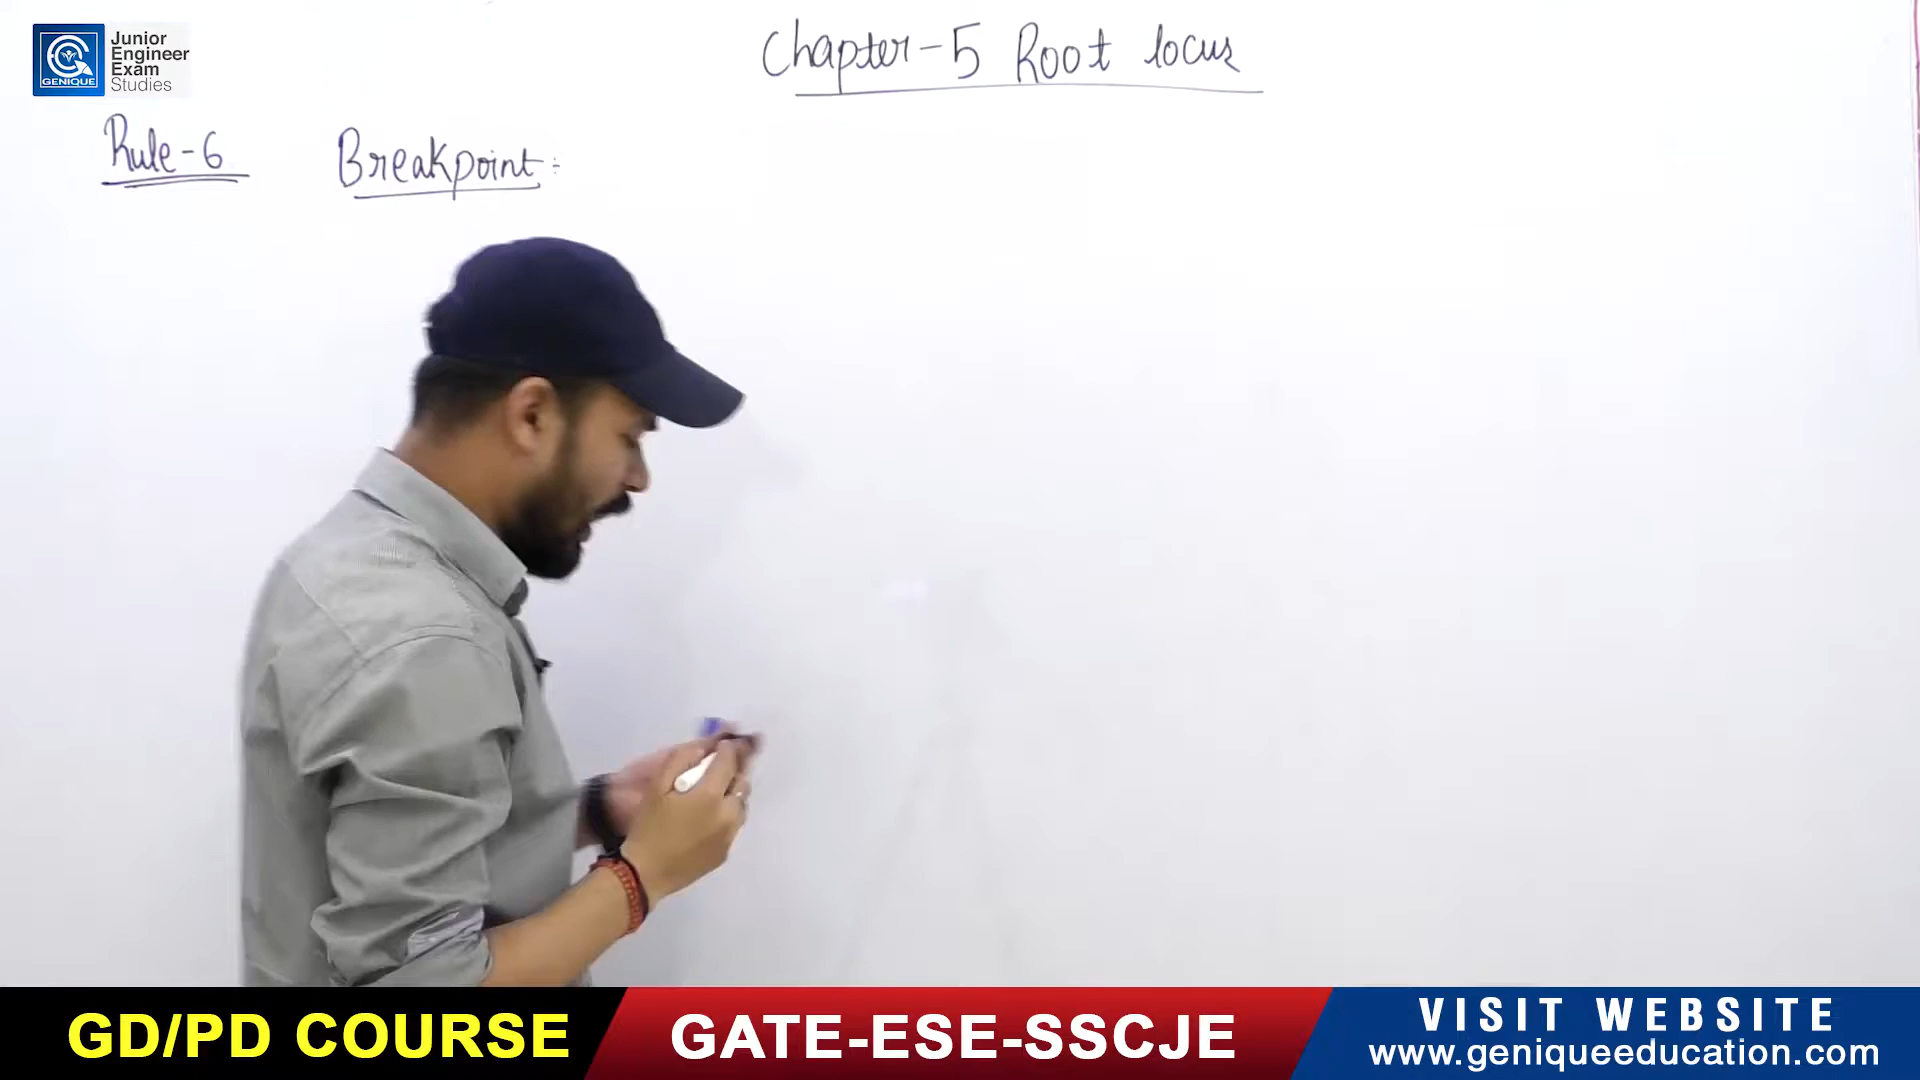 Junior
Engineer
Exam
Studies
GENIQUE
Chapter-5 Root locus
Rule-6 Breakpoint:
GD/PD COURSE
GATE-ESE-SSCJE
VISIT WEBSITE
www.geniqueeducation.com